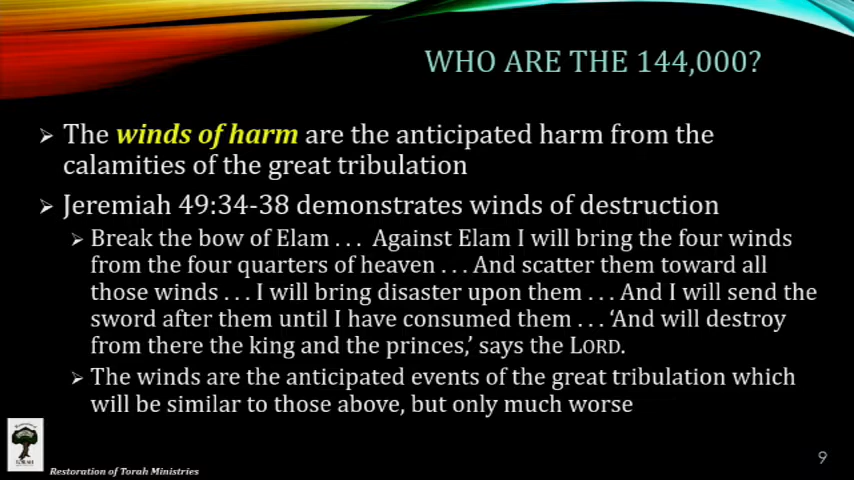 WHO ARE THE 144,000?
➢ The winds of harm are the anticipated harm from the
calamities of the great tribulation
➢ Jeremiah 49:34-38 demonstrates winds of destruction
➢ Break the bow of Elam . . . Against Elam I will bring the four winds
from the four quarters of heaven . . . And scatter them toward all
those winds . . . I will bring disaster upon them . . . And I will send the
sword after them until I have consumed them . . . ‘And will destroy
from there the king and the princes,’ says the LORD.
➢ The winds are the anticipated events of the great tribulation which
will be similar to those above, but only much worse
TORAH
Restoration of Torah Ministries
9